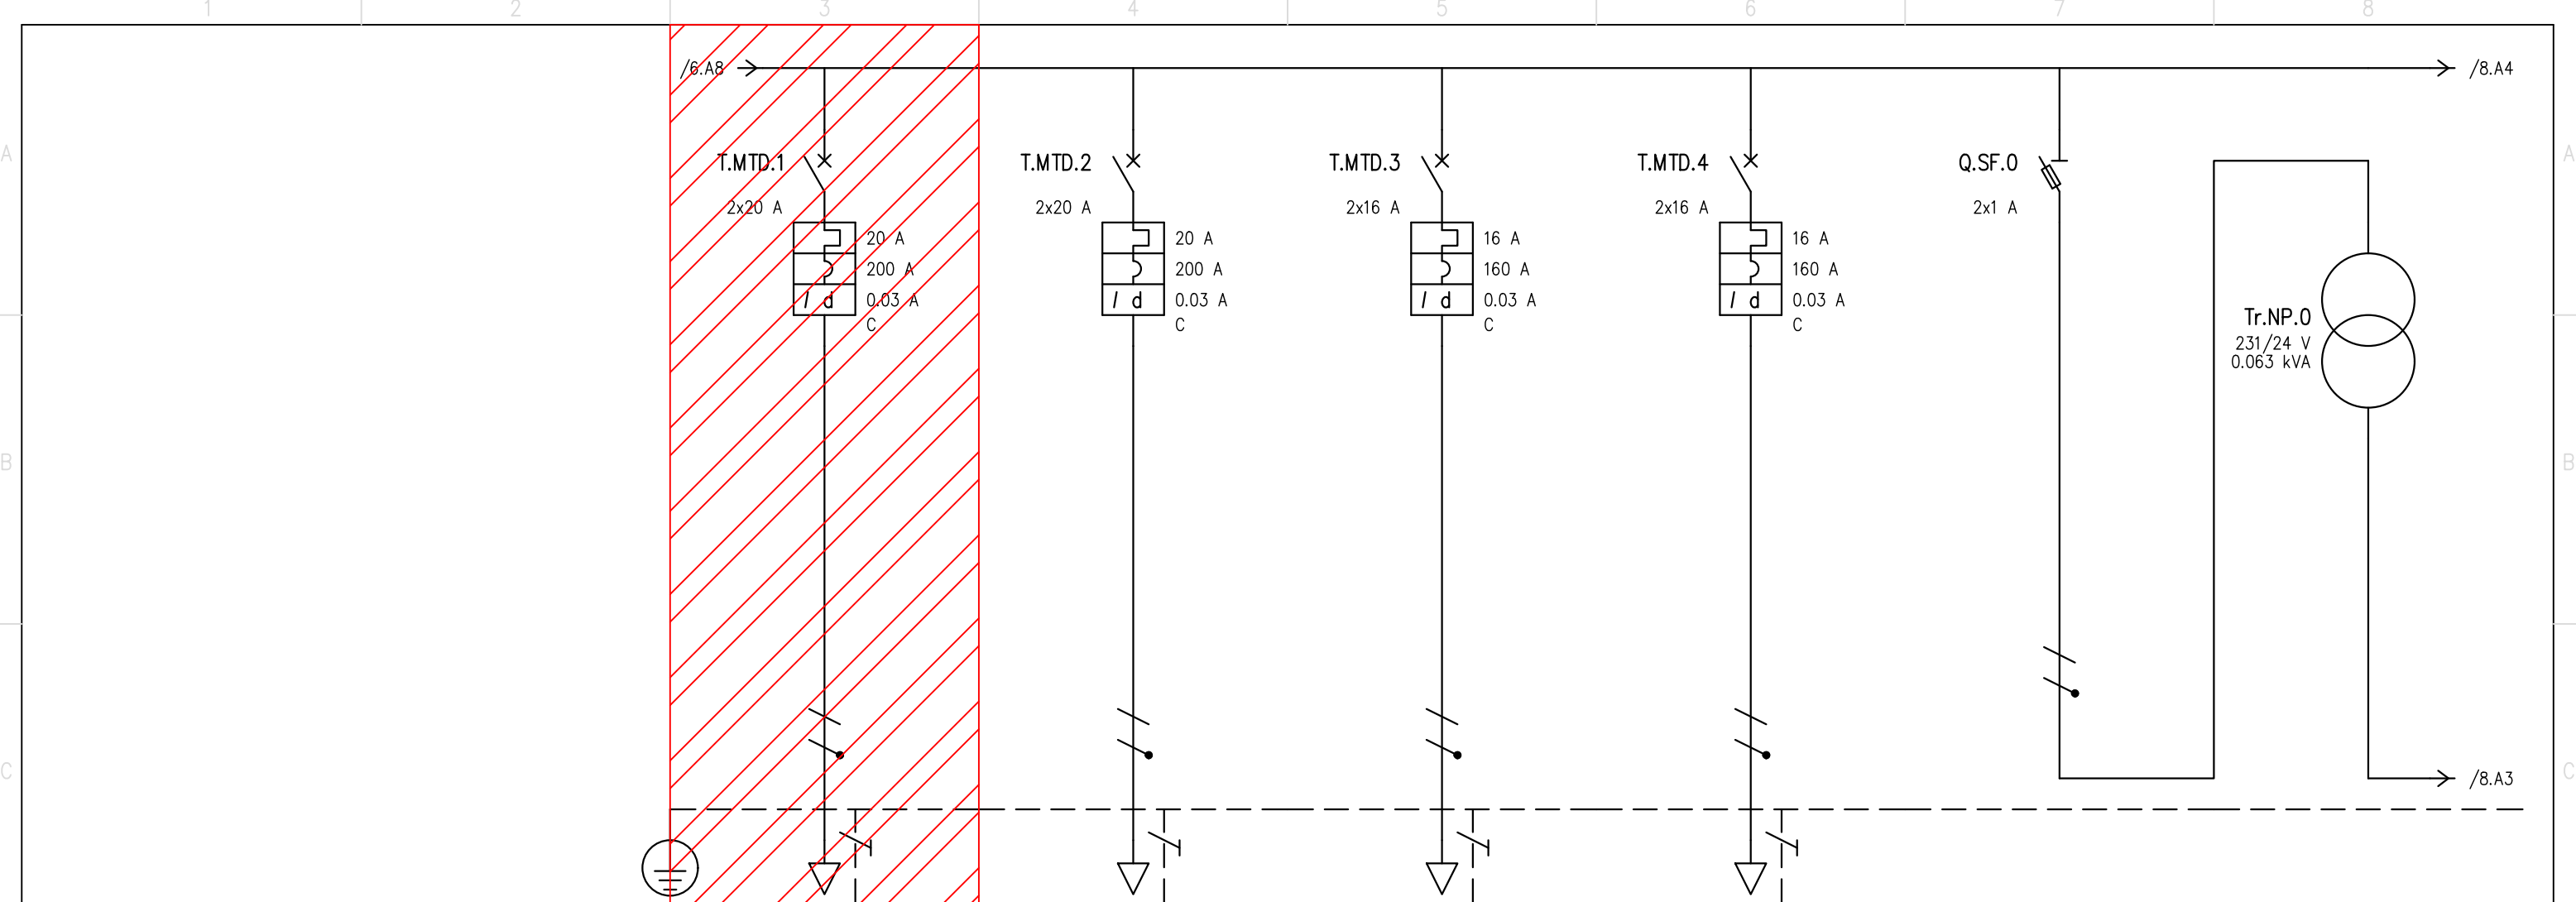 1 2 3 4 5 6 7 8
/6.A8 /8.A4
A A
T.MTD.1 T.MTD.2 T.MTD.3 T.MTD.4 Q.SF.0
2x20 A 2x20 A 2x16 A 2x16 A 2x1 A
20 A 20 A 16 A 16 A
200 A 200 A 160 A 160 A
I d 0.03 A I d 0.03 A I d 0.03 A I d 0.03 A
C C C C
Tr.NP.0
231/24 V
0.063 kVA
B B
C C
/8.A3